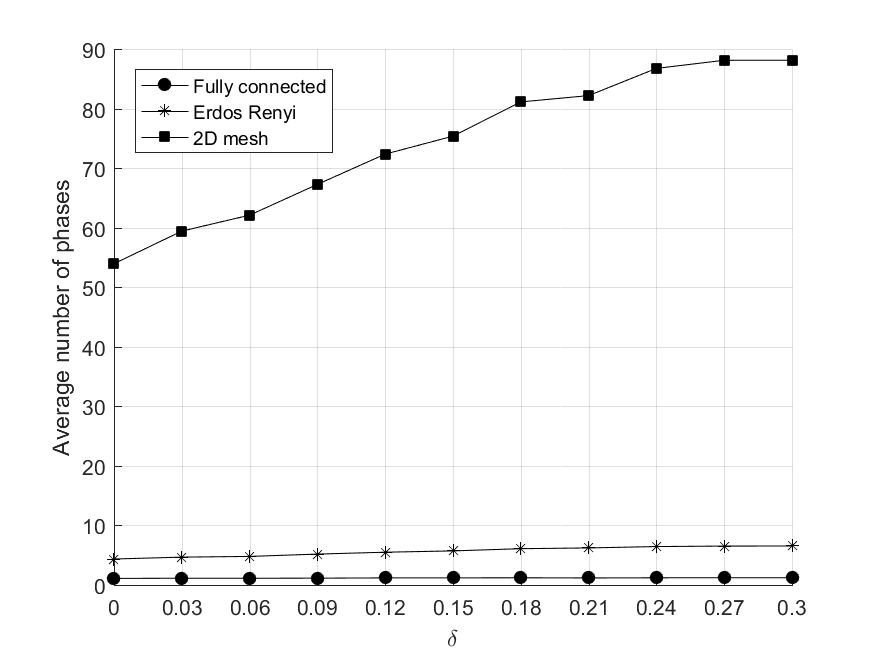 90
80
70
60
50
40
30
20
10
0
Average number of phases
Fully connected
Erdos Renyi
2D mesh
0 0.03 0.06 0.09 0.12 0.15 0.18 0.21 0.24 0.27 0.3
δ